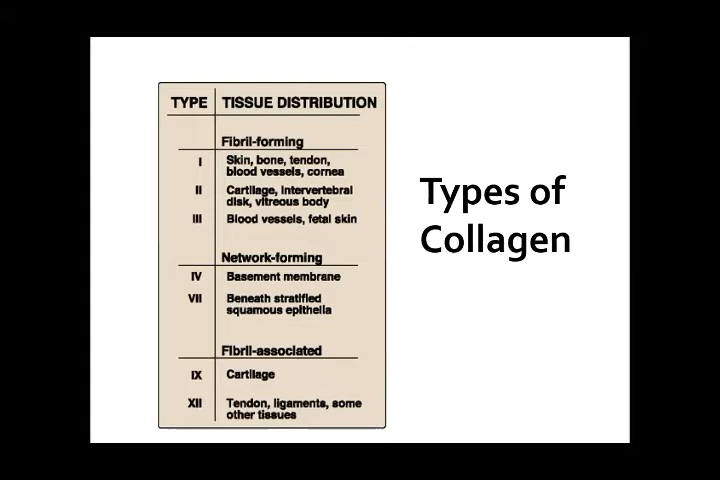 TYPE TISSUE DISTRIBUTION
Fibril-forming
I Skin, bone, tendon,
blood vessels, cornea
II Cartilage, intervertebral
disk, vitreous body
III Blood vessels, fetal skin
Network-forming
IV Basement membrane
VII Beneath stratified
squamous epithelia
Fibril-associated
IX Cartilage
XII Tendon, ligaments, some
other tissues
Types of
Collagen